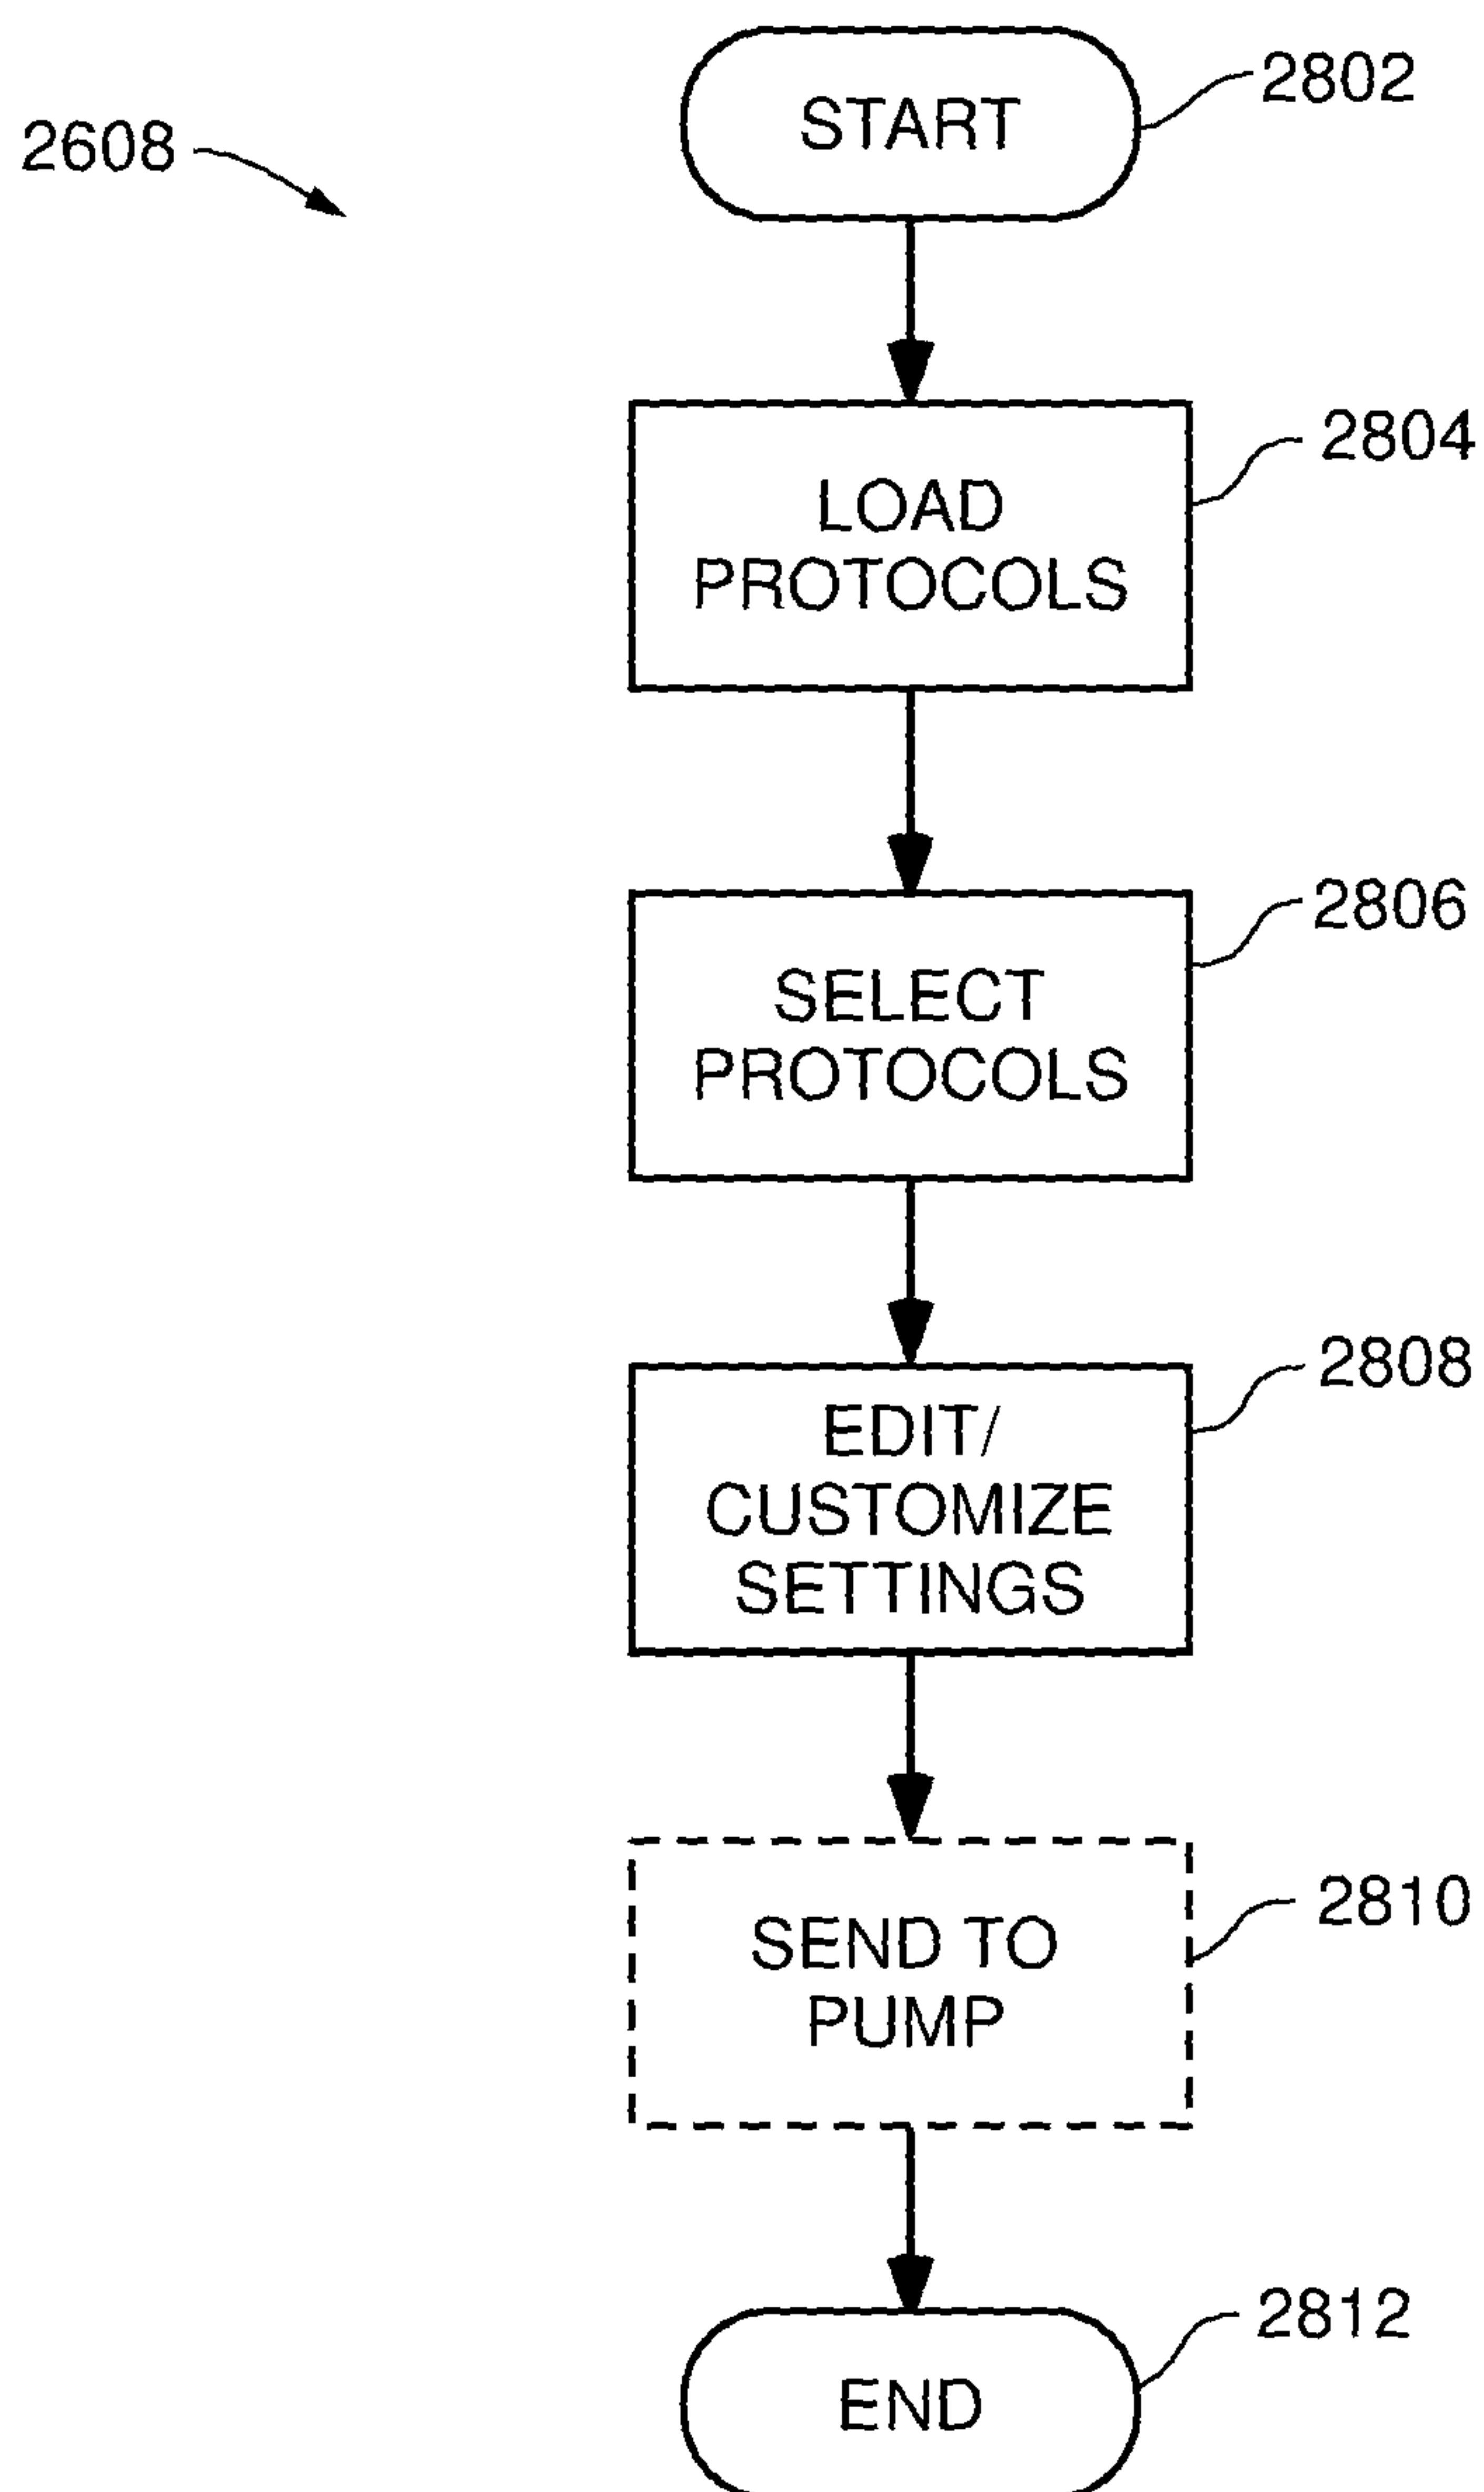 2802
START
2608
2804
LOAD
PROTOCOLS
2806
SELECT
PROTOCOLS
2808
EDIT/
CUSTOMIZE
SETTINGS
2810
SEND TO
PUMP
2812
END